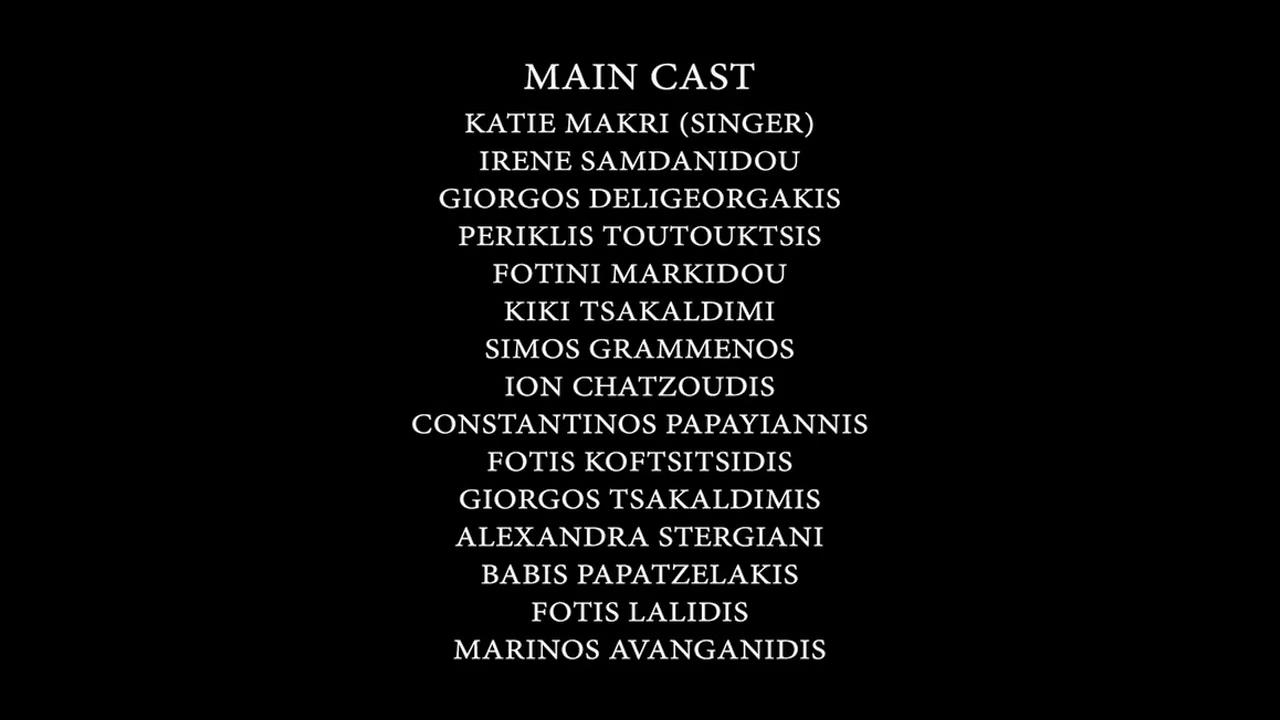 MAIN CAST
KATIE MAKRI (SINGER)
IRENE SAMDANIDOU
GIORGOS DELIGEORGAKIS
PERIKLIS TOUTOUKTSIS
FOTINI MARKIDOU
KIKI TSAKALDIMI
SIMOS GRAMMENOS
ION CHATZOUDIS
CONSTANTINOS PAPAYIANNIS
FOTIS KOFTSITSIDIS
GIORGOS TSAKALDIMIS
ALEXANDRA STERGIANI
BABIS PAPATZELAKIS
FOTIS LALIDIS
MARINOS AVANGANIDIS